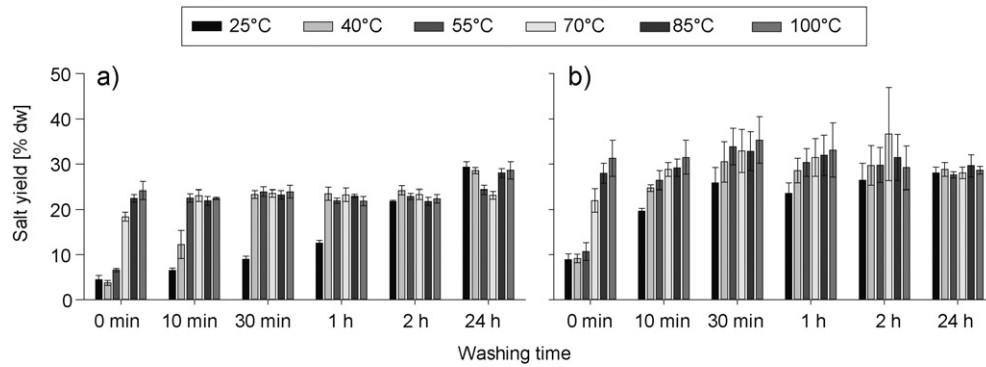 25°C 40°C 55°C 70°C 85°C 100°C
a) b)
Salt yield [% dw]
50
40
30
20
10
0
0 min 10 min 30 min 1 h 2 h 24 h 0 min 10 min 30 min 1 h 2 h 24 h
Washing time